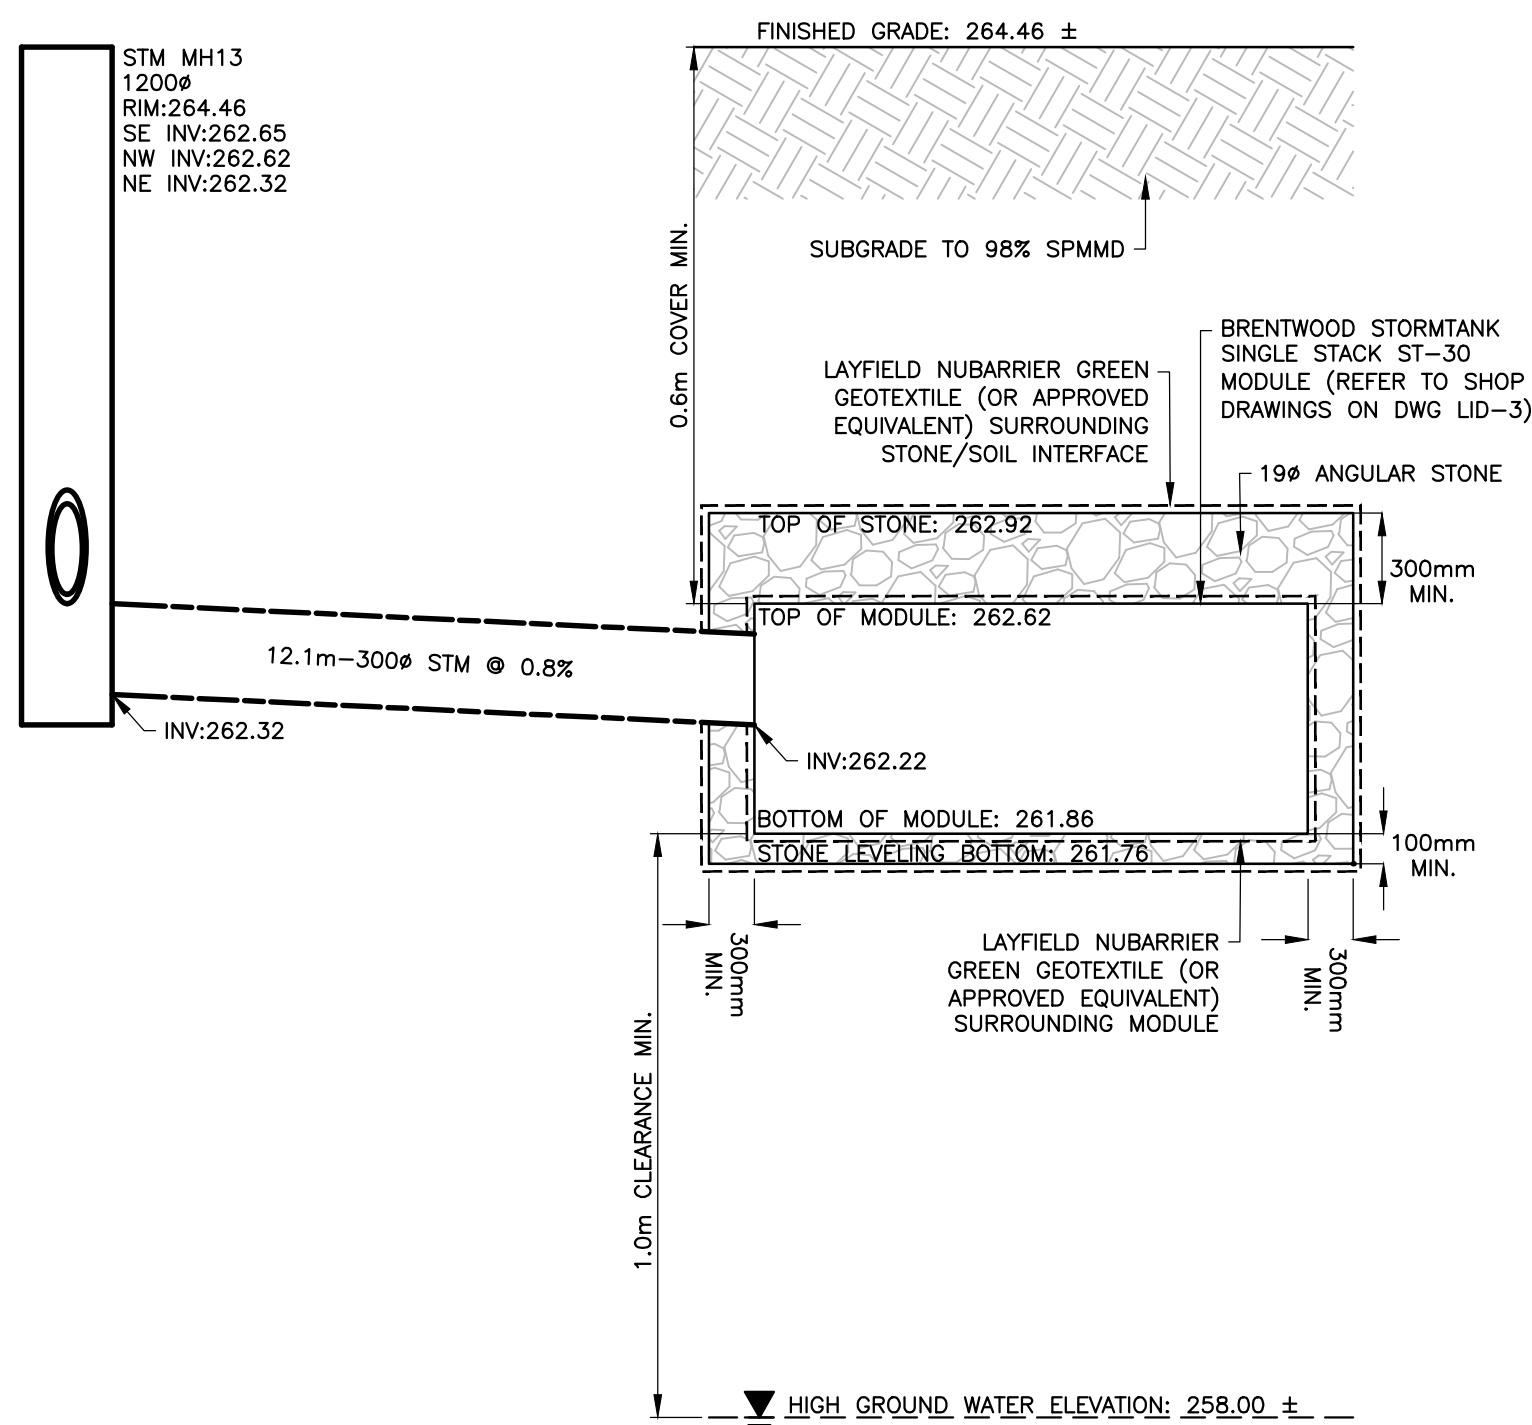 FINISHED GRADE: 264.46 ±
STM MH13
1200ø
RIM:264.46
SE INV:262.65
NW INV:262.62
NE INV:262.32
SUBGRADE TO 98% SPMMD
0.6m COVER MIN.
BRENTWOOD STORMTANK
SINGLE STACK ST-30
MODULE (REFER TO SHOP
DRAWINGS ON DWG LID-3)
LAYFIELD NUBARRIER GREEN
GEOTEXTILE (OR APPROVED
EQUIVALENT) SURROUNDING
STONE/SOIL INTERFACE
19ø ANGULAR STONE
TOP OF STONE: 262.92
300mm
MIN.
TOP OF MODULE: 262.62
12.1m-300ø STM @ 0.8%
INV:262.32
INV:262.22
BOTTOM OF MODULE: 261.86
STONE LEVELING BOTTOM: 261.76
100mm
MIN.
300mm
MIN.
LAYFIELD NUBARRIER
GREEN GEOTEXTILE (OR
APPROVED EQUIVALENT)
SURROUNDING MODULE
300mm
MIN.
1.0m CLEARANCE MIN.
HIGH GROUND WATER ELEVATION: 258.00 ±